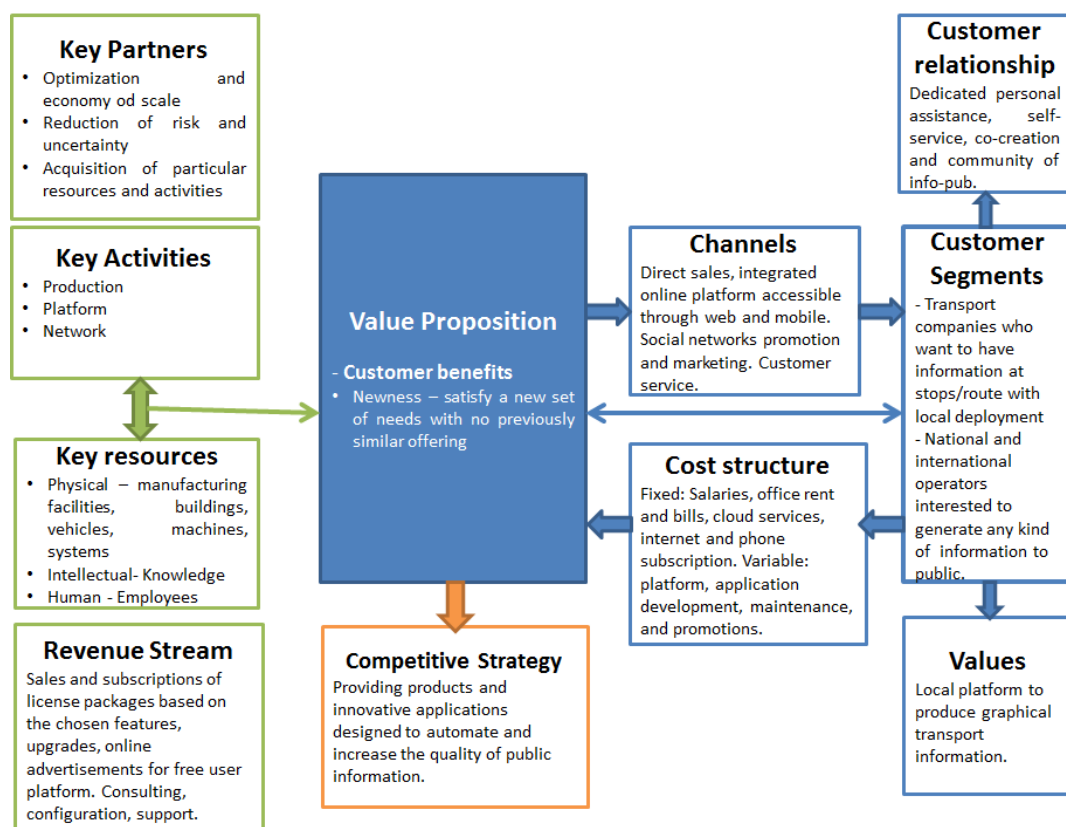 Key Partners
• Optimization and
economy od scale
• Reduction of risk and
uncertainty
• Acquisition of particular
resources and activities
Key Activities
• Production
• Platform
• Network
Key resources
• Physical – manufacturing
facilities, buildings,
vehicles, machines,
systems
• Intellectual- Knowledge
• Human - Employees
Revenue Stream
Sales and subscriptions of
license packages based on
the chosen features,
upgrades, online
advertisements for free user
platform. Consulting,
configuration, support.
Value Proposition
- Customer benefits
• Newness – satisfy a new set
of needs with no previously
similar offering
Competitive Strategy
Providing products and
innovative applications
designed to automate and
increase the quality of public
information.
Channels
Direct sales, integrated
online platform accessible
through web and mobile.
Social networks promotion
and marketing. Customer
service.
Cost structure
Fixed: Salaries, office rent
and bills, cloud services,
internet and phone
subscription. Variable:
platform, application
development, maintenance,
and promotions.
Customer
relationship
Dedicated personal
assistance, self-
service, co-creation
and community of
info-pub.
Customer
Segments
- Transport
companies who
want to have
information at
stops/route with
local deployment
- National and
international
operators
interested to
generate any kind
of information to
public.
Values
Local platform to
produce graphical
transport
information.